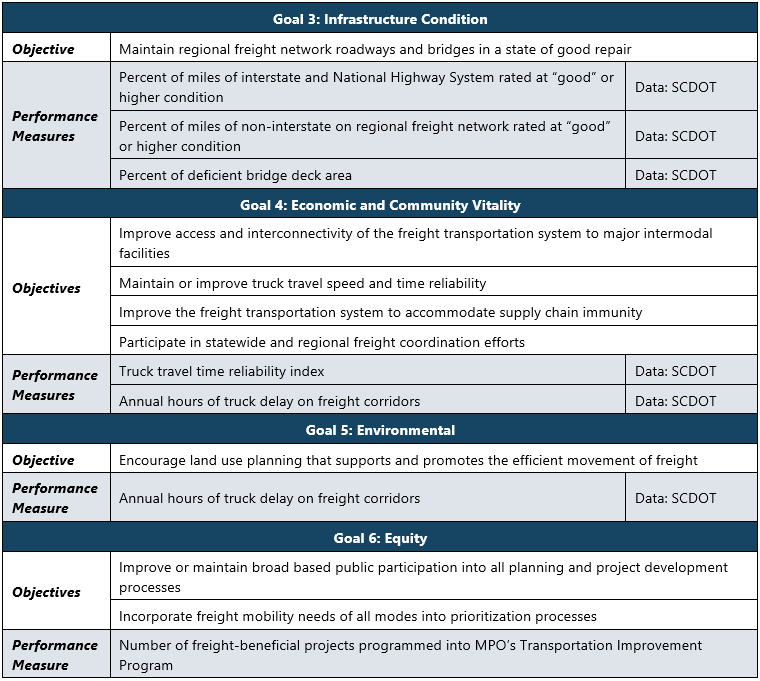 Goal 3: Infrastructure Condition
Objective
Maintain regional freight network roadways and bridges in a state of good repair
Performance
Measures
Percent of miles of interstate and National Highway System rated at “good” or
higher condition
Data: SCDOT
Percent of miles of non-interstate on regional freight network rated at “good”
or higher condition
Data: SCDOT
Percent of deficient bridge deck area
Data: SCDOT
Goal 4: Economic and Community Vitality
Objectives
Improve access and interconnectivity of the freight transportation system to major intermodal
facilities
Maintain or improve truck travel speed and time reliability
Improve the freight transportation system to accommodate supply chain immunity
Participate in statewide and regional freight coordination efforts
Performance
Measures
Truck travel time reliability index
Data: SCDOT
Annual hours of truck delay on freight corridors
Data: SCDOT
Goal 5: Environmental
Objective
Encourage land use planning that supports and promotes the efficient movement of freight
Performance
Measure
Annual hours of truck delay on freight corridors
Data: SCDOT
Goal 6: Equity
Objectives
Improve or maintain broad based public participation into all planning and project development
processes
Incorporate freight mobility needs of all modes into prioritization processes
Performance
Measure
Number of freight-beneficial projects programmed into MPO’s Transportation Improvement
Program